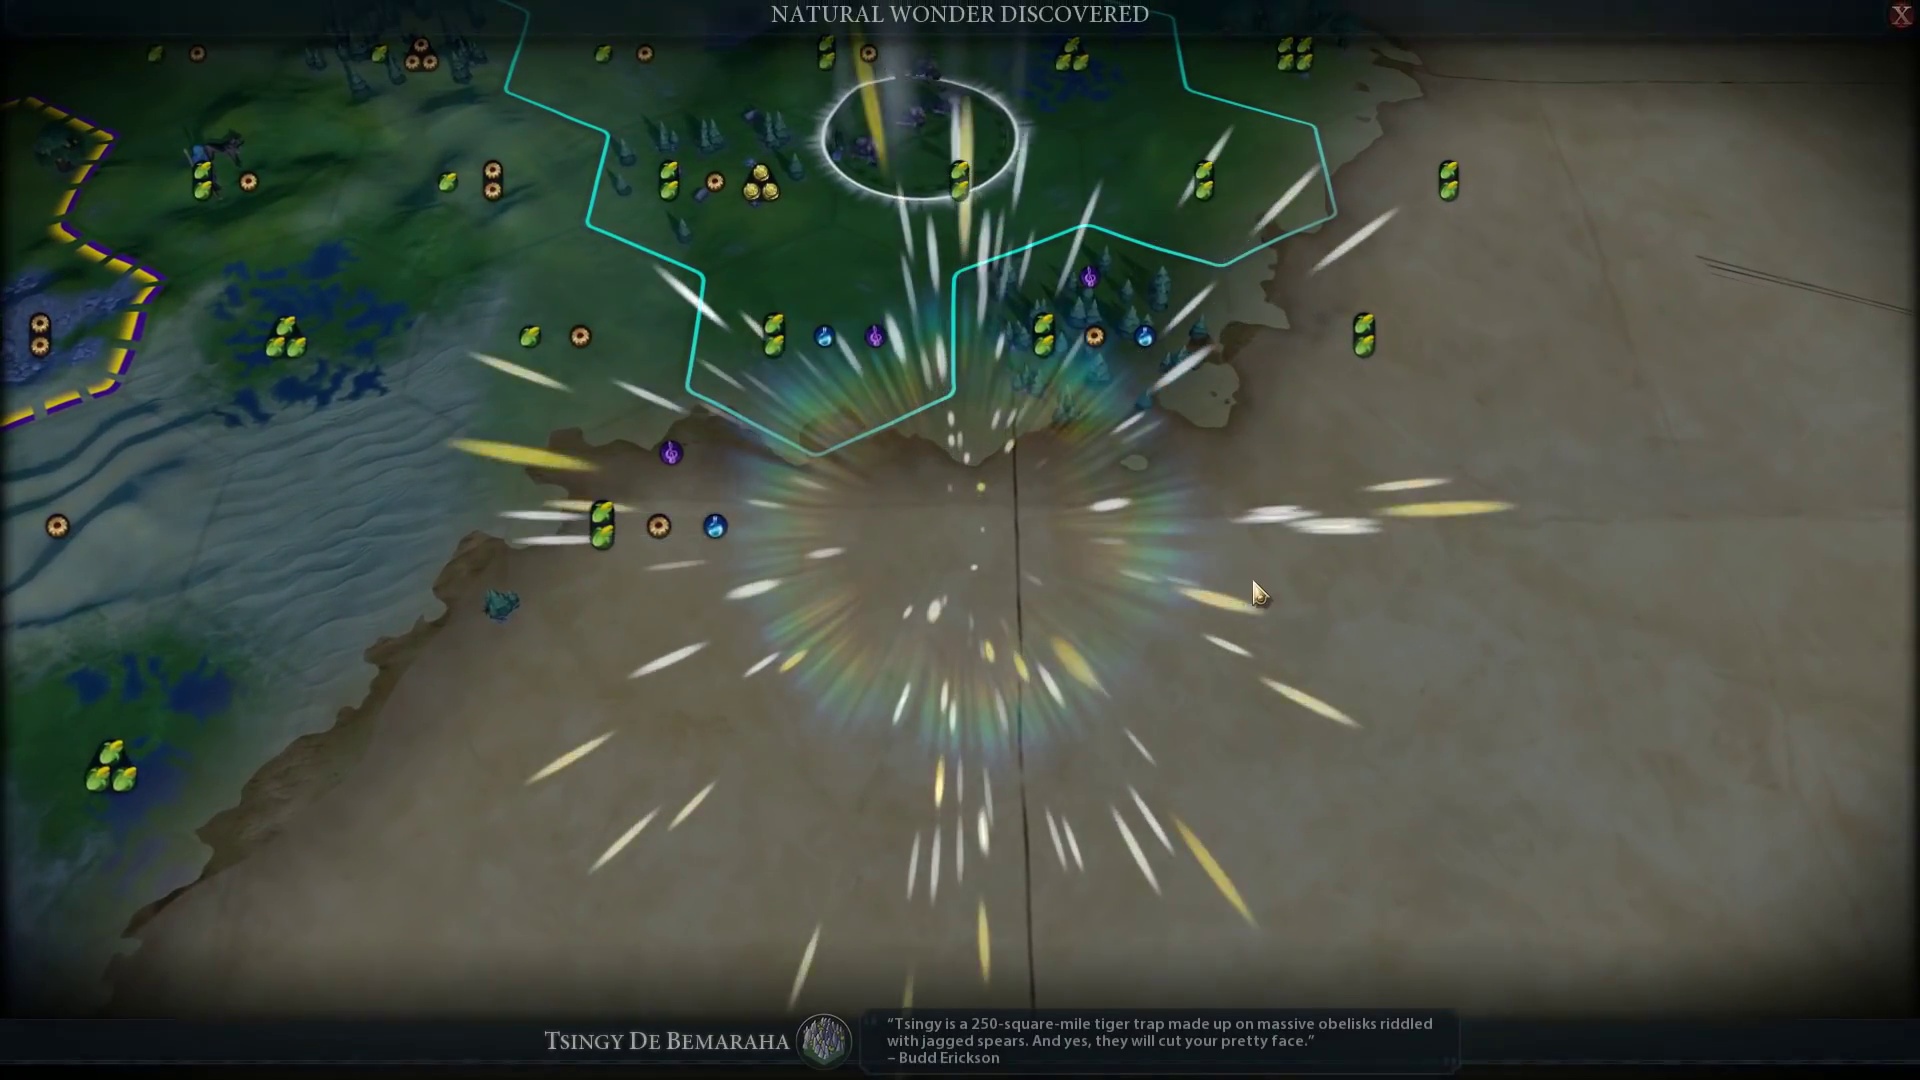 NATURAL WONDER DISCOVERED
X
TSINGY DE BEMARAHA
“Tsingy is a 250-square-mile tiger trap made up on massive obelisks riddled
with jagged spears. And yes, they will cut your pretty face.”
– Budd Erickson